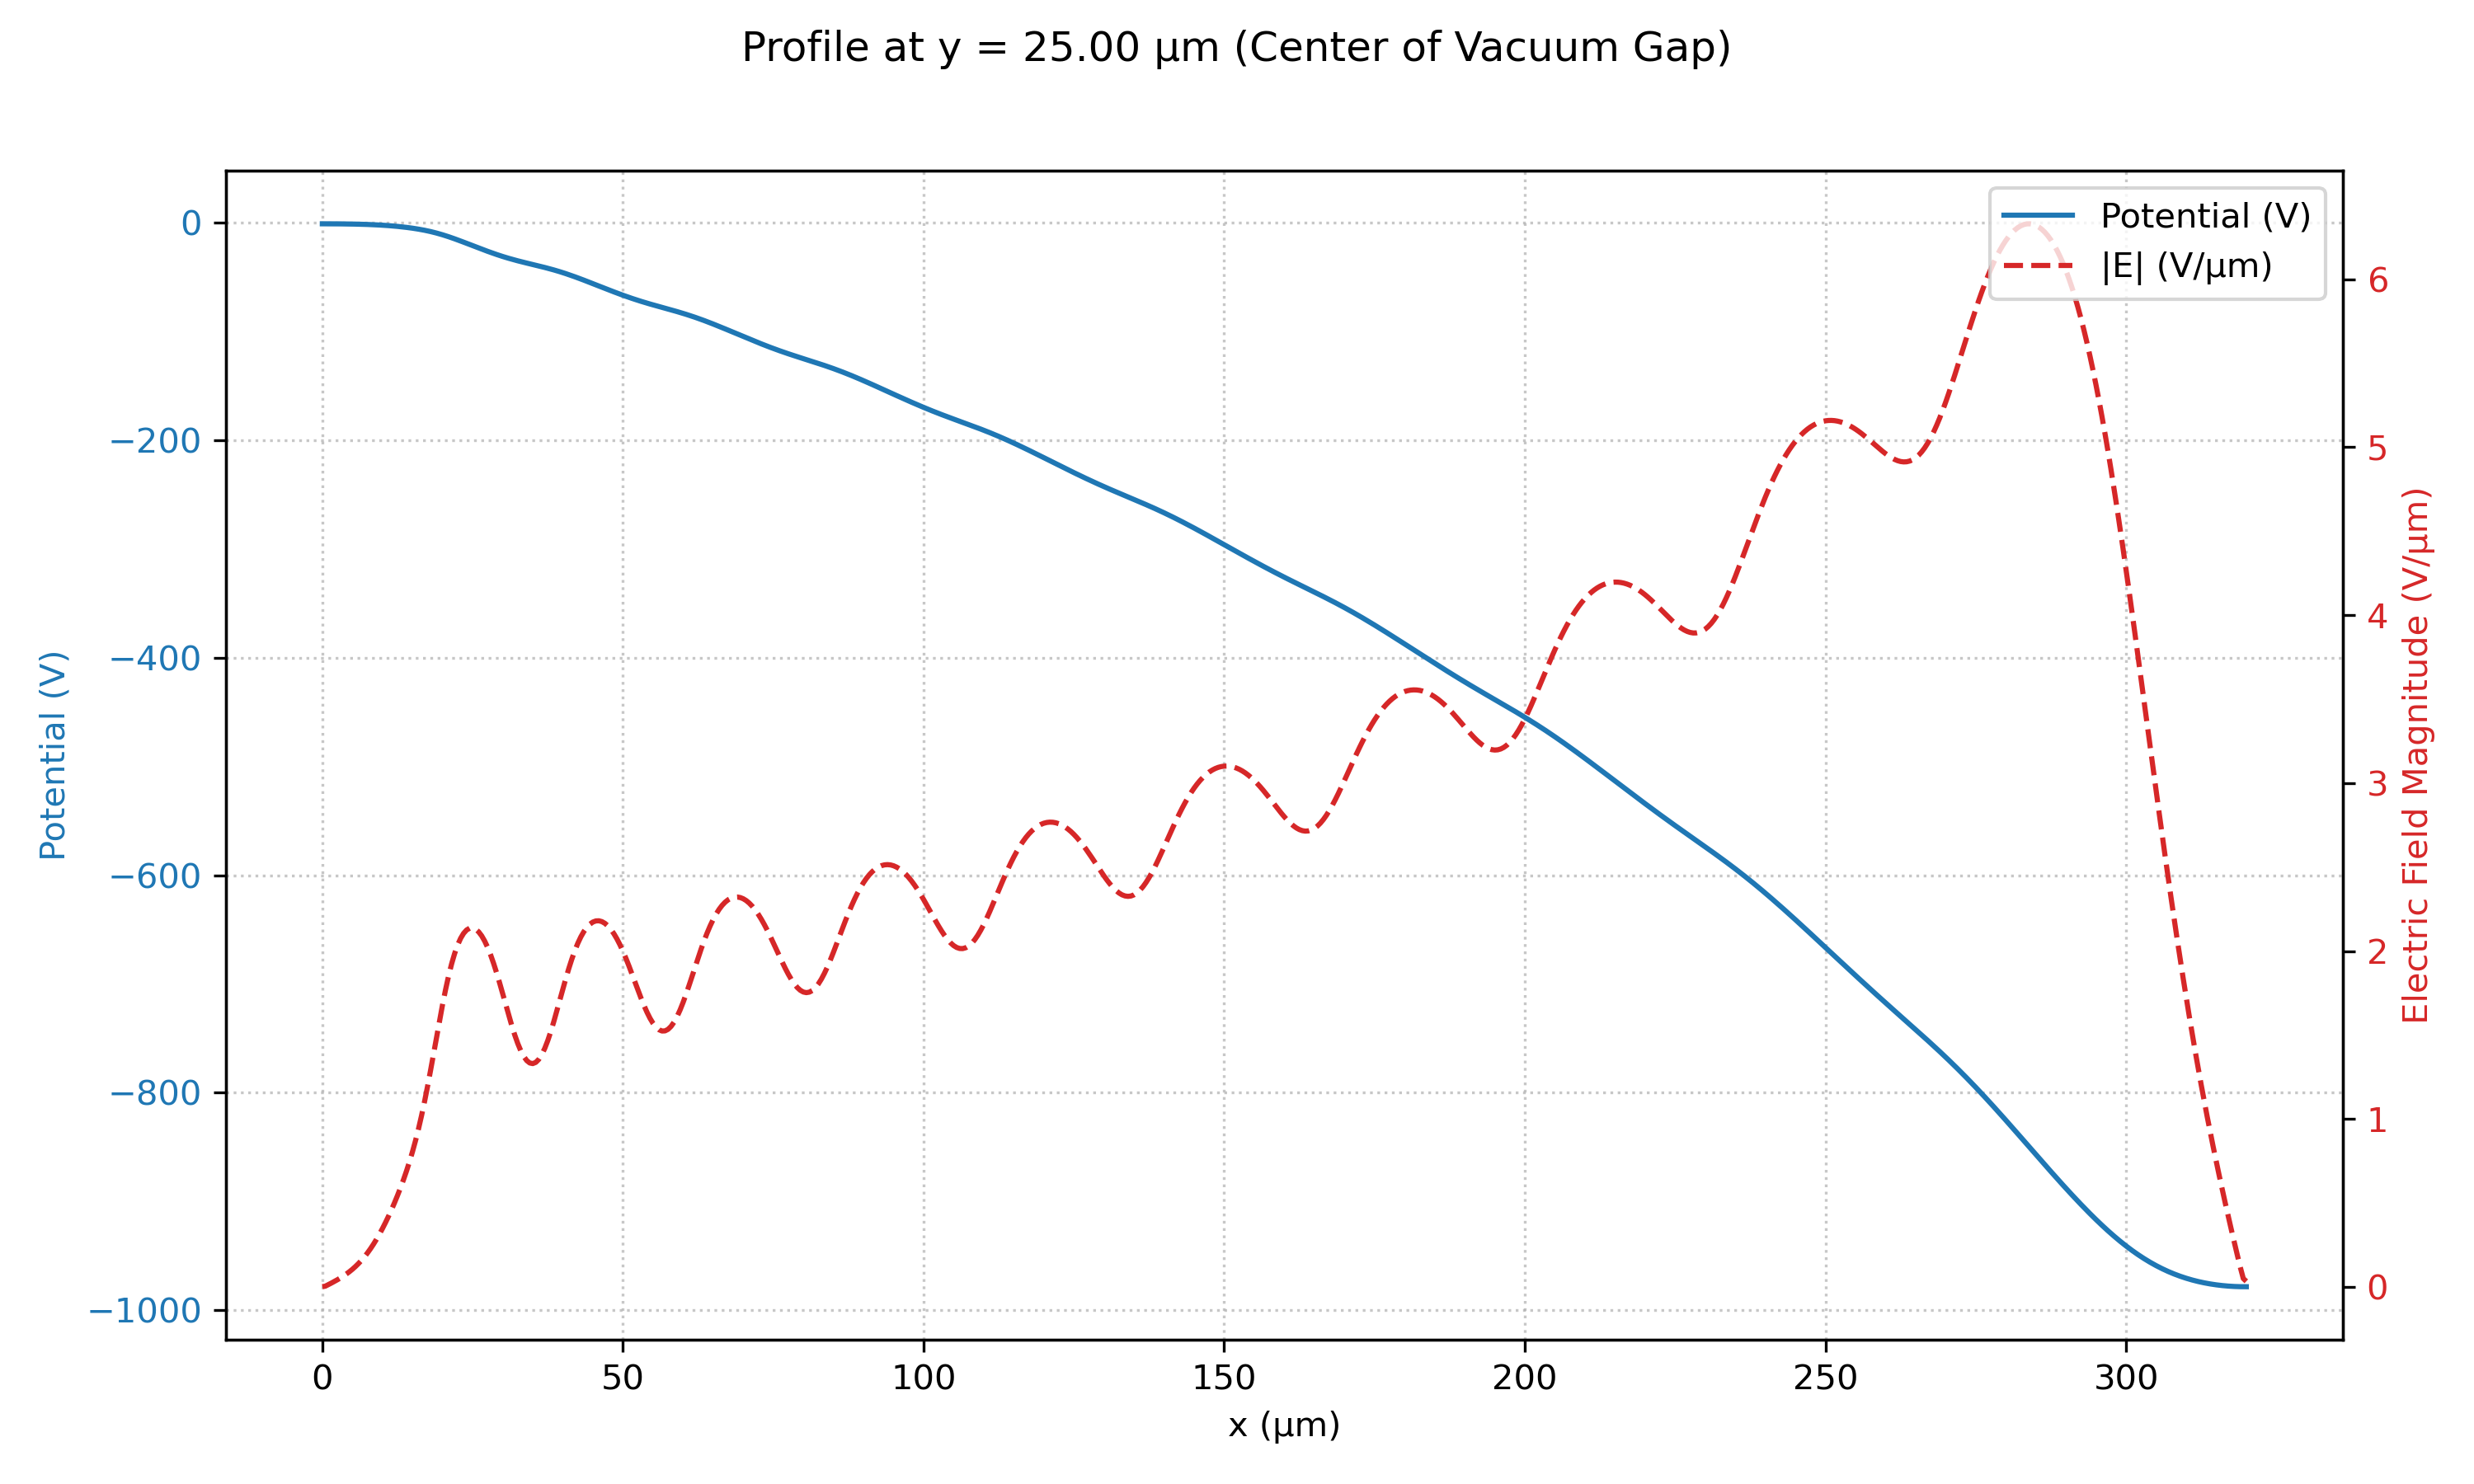 Profile at y = 25.00 μm (Center of Vacuum Gap)
Potential (V)
|E| (V/μm)
0
−200
−400
−600
−800
−1000
Potential (V)
6
5
4
3
2
1
0
Electric Field Magnitude (V/μm)
0 50 100 150 200 250 300
x (μm)